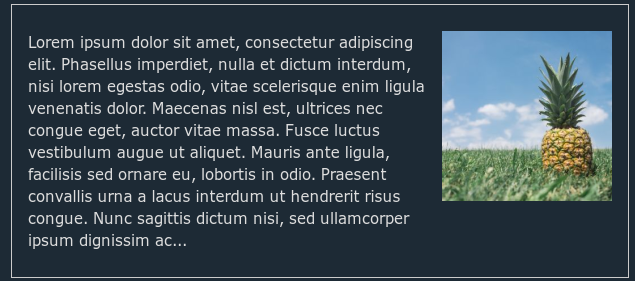 Lorem ipsum dolor sit amet, consectetur adipiscing
elit. Phasellus imperdiet, nulla et dictum interdum,
nisi lorem egestas odio, vitae scelerisque enim ligula
venenatis dolor. Maecenas nisl est, ultrices nec
congue eget, auctor vitae massa. Fusce luctus
vestibulum augue ut aliquet. Mauris ante ligula,
facilisis sed ornare eu, lobortis in odio. Praesent
convallis urna a lacus interdum ut hendrerit risus
congue. Nunc sagittis dictum nisi, sed ullamcorper
ipsum dignissim ac...